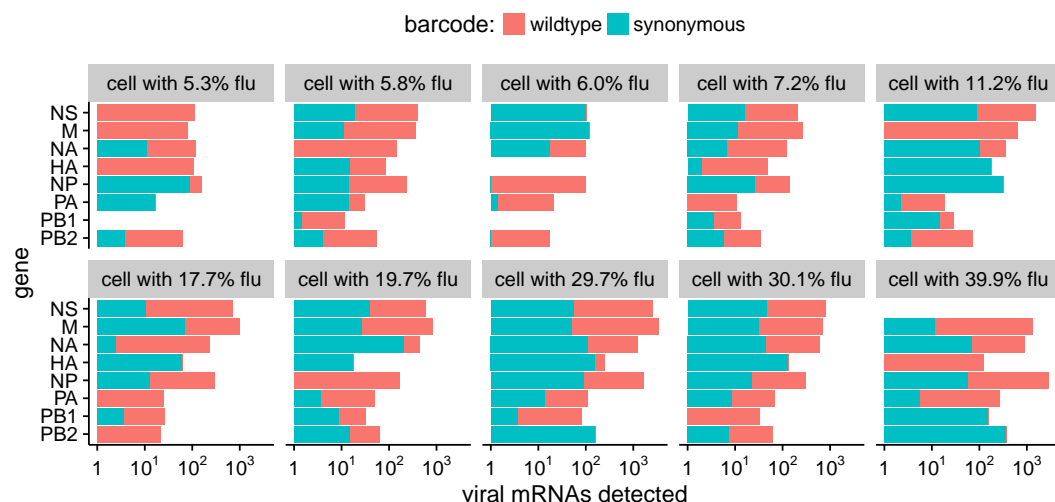 barcode: wildtype synonymous
cell with 5.3% flu cell with 5.8% flu cell with 6.0% flu cell with 7.2% flu cell with 11.2% flu
NS
M
NA
HA
NP
PA
PB1
PB2
gene
cell with 17.7% flu cell with 19.7% flu cell with 29.7% flu cell with 30.1% flu cell with 39.9% flu
NS
M
NA
HA
NP
PA
PB1
PB2
1 10¹ 10² 10³ 1 10¹ 10² 10³ 1 10¹ 10² 10³ 1 10¹ 10² 10³ 1 10¹ 10² 10³
viral mRNAs detected